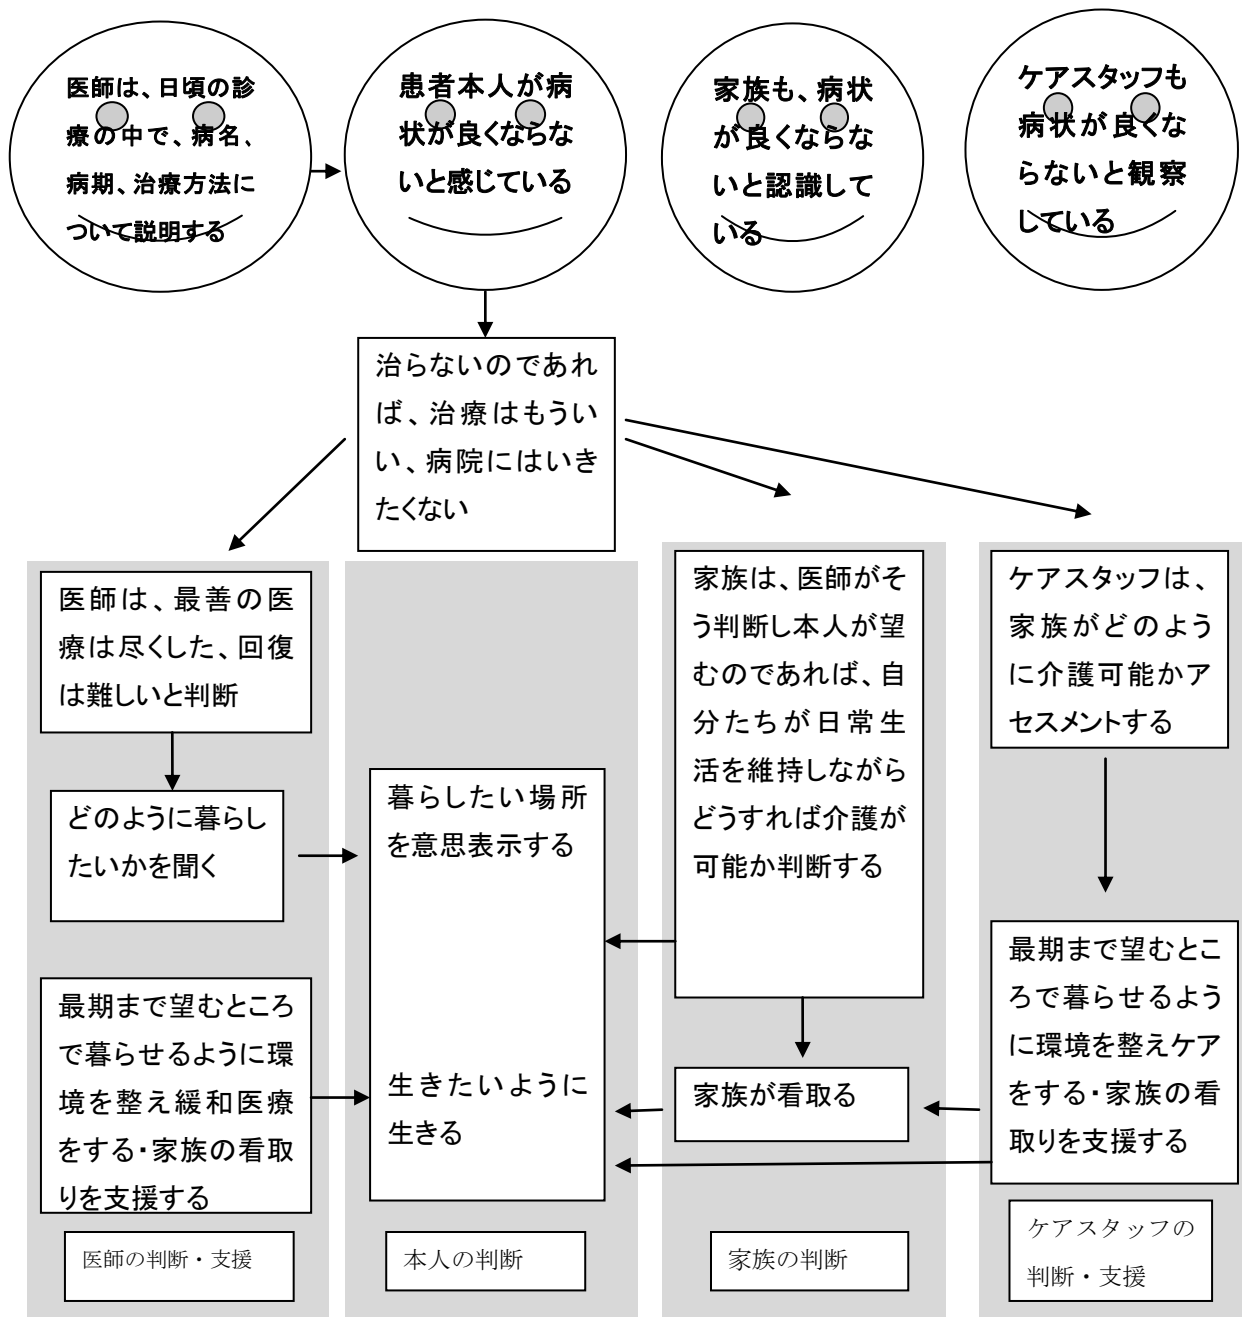 医師は、日頃の診
療の中で、病名、
病期、治療方法に
ついて説明する
患者本人が病
状が良くならな
いと感じている
家族も、病状
が良くならな
いと認識して
いる
ケアスタッフも
病状が良くな
らないと観察
している
治らないのであれ
ば、治療はもうい
い、病院にはいき
たくない
医師は、最善の医
療は尽くした、回復
は難しいと判断
どのように暮らし
たいかを聞く
最期まで望むところ
で暮らせるように環
境を整え緩和医療
をする・家族の看取
りを支援する
医師の判断・支援
暮らしたい場所
を意思表示する
生きたいように
生きる
本人の判断
家族は、医師がそ
う判断し本人が望
むのであれば、自
分たちが日常生
活を維持しながら
どうすれば介護が
可能か判断する
家族が看取る
家族の判断
ケアスタッフは、
家族がどのよう
に介護可能かア
セスメントする
最期まで望むとこ
ろで暮らせるよう
に環境を整えケア
をする・家族の看
取りを支援する
ケアスタッフの
判断・支援